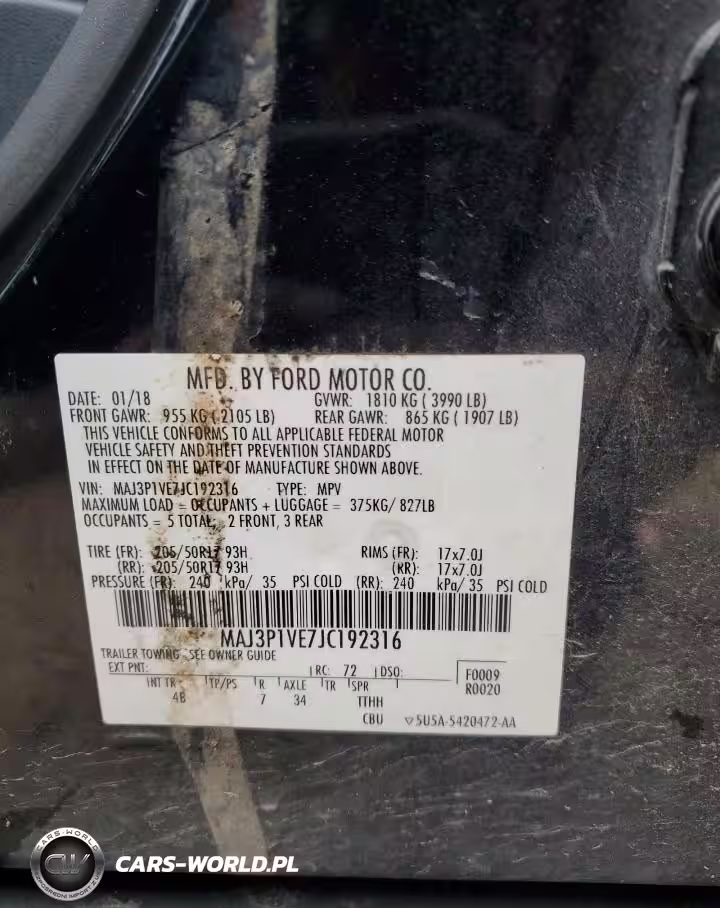 MFD. BY FORD MOTOR CO.
DATE: 01/18 GVWR: 1810 KG ( 3990 LB)
FRONT GAWR: 955 KG ( 2105 LB) REAR GAWR: 865 KG ( 1907 LB)
THIS VEHICLE CONFORMS TO ALL APPLICABLE FEDERAL MOTOR
VEHICLE SAFETY AND THEFT PREVENTION STANDARDS
IN EFFECT ON THE DATE OF MANUFACTURE SHOWN ABOVE.
VIN: MAJ3P1VE7JC192316 TYPE: MPV
MAXIMUM LOAD = OCCUPANTS + LUGGAGE = 375KG/ 827LB
OCCUPANTS = 5 TOTAL, 2 FRONT, 3 REAR
TIRE (FR): 205/50R17 93H RIMS (FR): 17x7.0J
(RR): 205/50R17 93H (RR): 17x7.0J
PRESSURE (FR): 240 kPa/ 35 PSI COLD (RR): 240 kPa/ 35 PSI COLD
MAJ3P1VE7JC192316
TRAILER TOWING - SEE OWNER GUIDE
EXT PNT: RC: 72 DSO: F0009
R0020
INT TR TP/PS R AXLE TR SPR
4B 7 34 TTHH
CBU 5U5A-5420472-AA
CARS-WORLD
CW
CARS-WORLD.PL